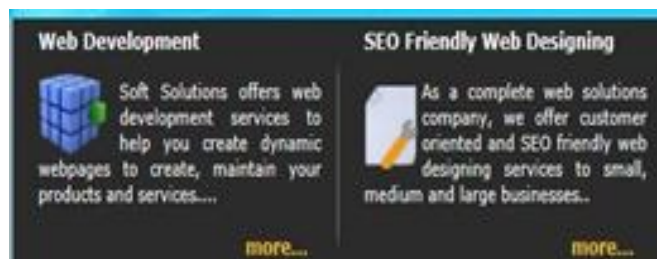 Web Development
Soft Solutions offers web
development services to
help you create dynamic
webpages to create, maintain your
products and services....
more...
SEO Friendly Web Designing
As a complete web solutions
company, we offer customer
oriented and SEO friendly web
designing services to small,
medium and large businesses..
more...